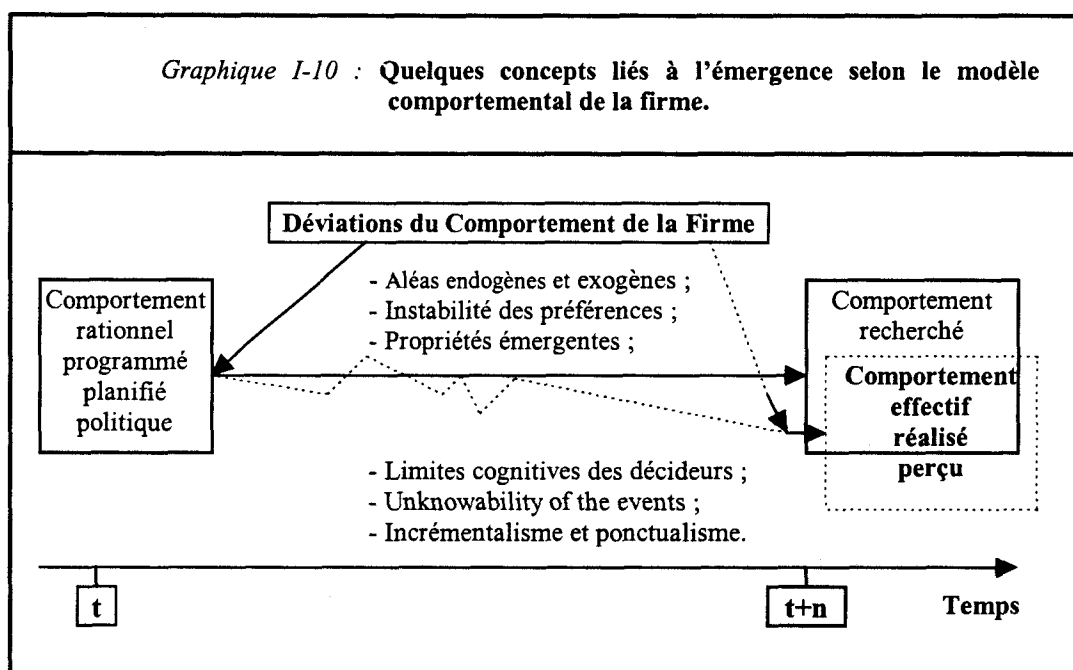 Graphique I-10 : Quelques concepts liés à l'émergence selon le modèle
comportemental de la firme.
Déviations du Comportement de la Firme
Comportement
rationnel
programmé
planifié
politique
- Aléas endogènes et exogènes ;
- Instabilité des préférences ;
- Propriétés émergentes ;
- Limites cognitives des décideurs ;
- Unknowability of the events ;
- Incrémentalisme et ponctualisme.
Comportement
recherché
Comportement
effectif
réalisé
perçu
t
t+n
Temps